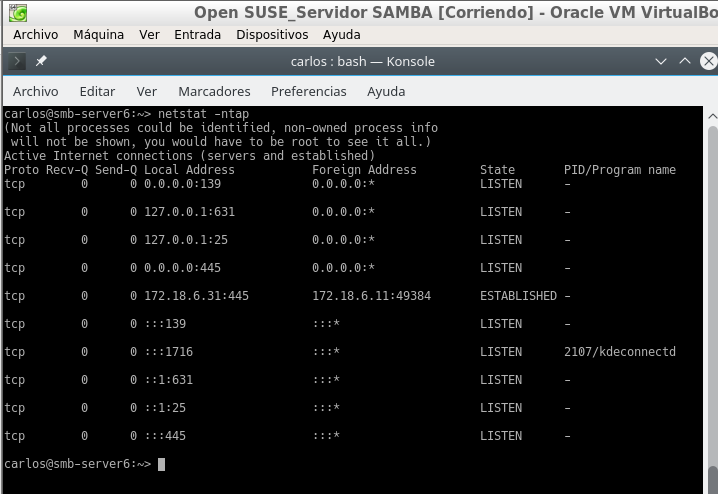 Open SUSE_Servidor SAMBA [Corriendo] - Oracle VM VirtualBo
Archivo Máquina Ver Entrada Dispositivos Ayuda
carlos : bash — Konsole
Archivo Editar Ver Marcadores Preferencias Ayuda
carlos@smb-server6:~> netstat -ntap
(Not all processes could be identified, non-owned process info
will not be shown, you would have to be root to see it all.)
Active Internet connections (servers and established)
Proto Recv-Q Send-Q Local Address Foreign Address State PID/Program name
tcp 0 0 0.0.0.0:139 0.0.0.0:* LISTEN -
tcp 0 0 127.0.0.1:631 0.0.0.0:* LISTEN -
tcp 0 0 127.0.0.1:25 0.0.0.0:* LISTEN -
tcp 0 0 0.0.0.0:445 0.0.0.0:* LISTEN -
tcp 0 0 172.18.6.31:445 172.18.6.11:49384 ESTABLISHED -
tcp 0 0 :::139 :::* LISTEN -
tcp 0 0 :::1716 :::* LISTEN 2107/kdeconnectd
tcp 0 0 ::1:631 :::* LISTEN -
tcp 0 0 ::1:25 :::* LISTEN -
tcp 0 0 :::445 :::* LISTEN -
carlos@smb-server6:~>